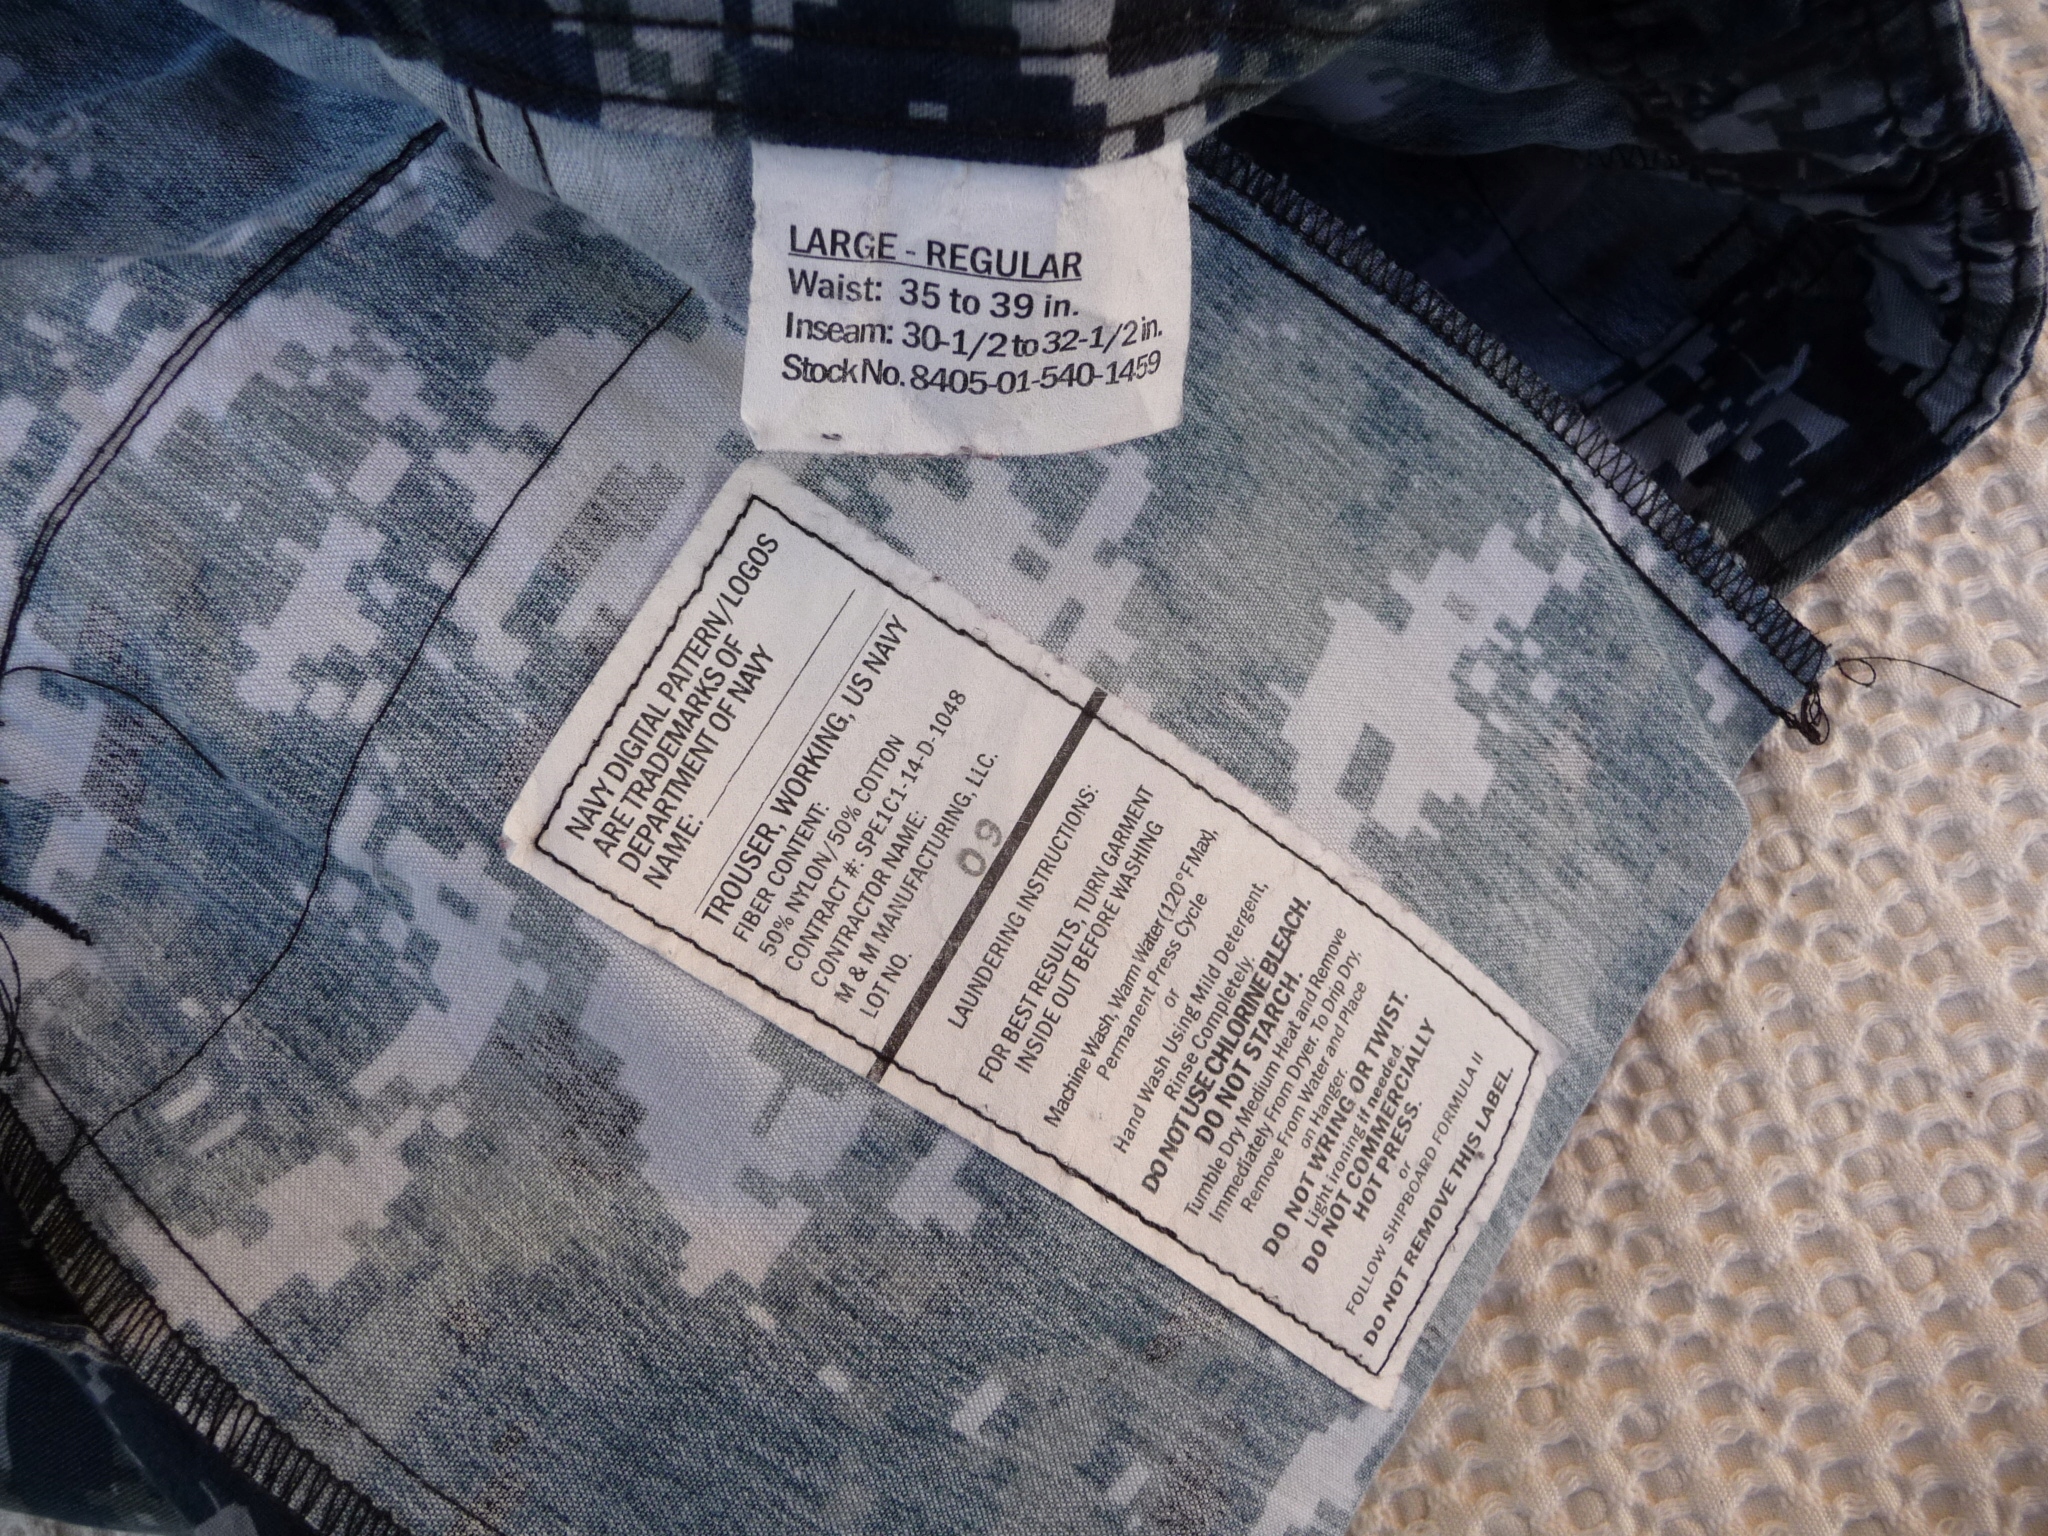 LARGE - REGULAR
Waist: 35 to 39 in.
Inseam: 30-1/2 to 32-1/2 in.
Stock No. 8405-01-540-1459
NAVY DIGITAL PATTERN/LOGOS
ARE TRADEMARKS OF
DEPARTMENT OF NAVY
NAME:
TROUSER, WORKING, US NAVY
FIBER CONTENT:
50% NYLON/50% COTTON
CONTRACT #: SPE1C1-14-D-1048
CONTRACTOR NAME:
M & M MANUFACTURING, LLC.
LOT NO. 09
LAUNDERING INSTRUCTIONS:
FOR BEST RESULTS, TURN GARMENT
INSIDE OUT BEFORE WASHING
Machine Wash, Warm Water (120°F Max),
Permanent Press Cycle
or
Hand Wash Using Mild Detergent,
Rinse Completely.
DO NOT USE CHLORINE BLEACH.
DO NOT STARCH.
Tumble Dry Medium Heat and Remove
Immediately From Dryer. To Drip Dry,
Remove From Water and Place
on Hanger.
DO NOT WRING OR TWIST.
Light ironing if needed.
DO NOT COMMERCIALLY
HOT PRESS.
or
FOLLOW SHIPBOARD FORMULA II
DO NOT REMOVE THIS LABEL.